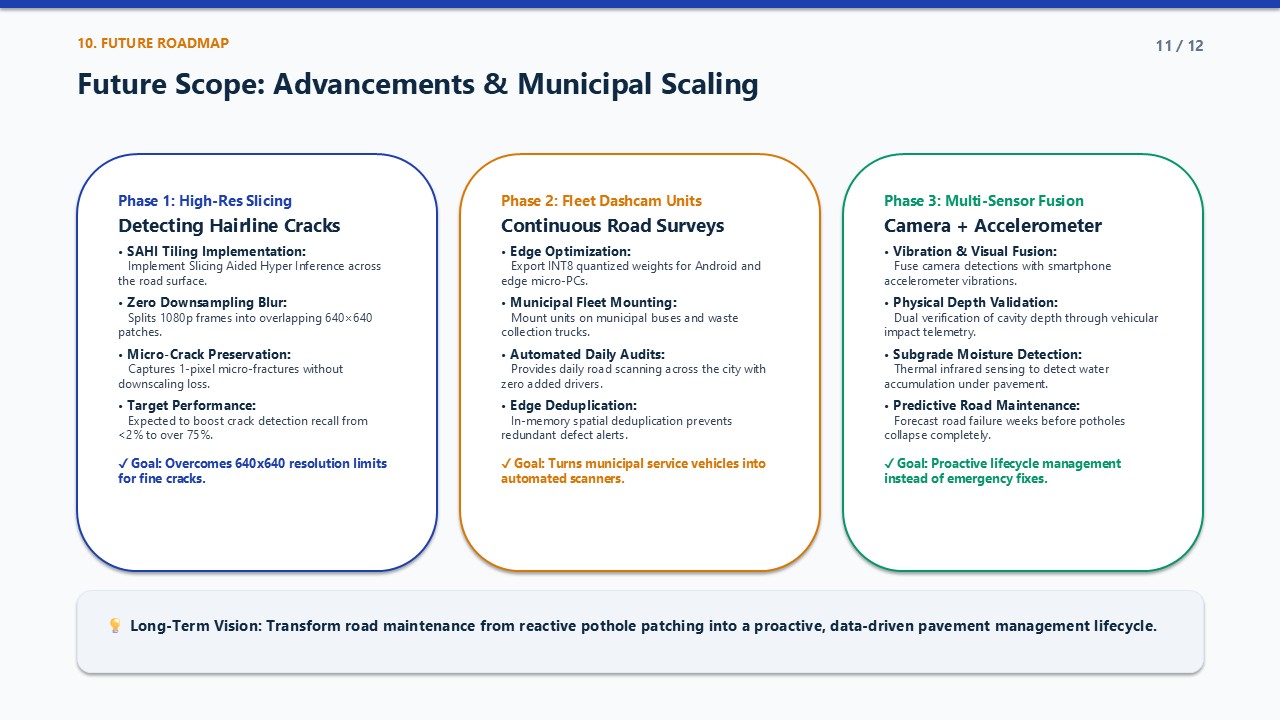 10. FUTURE ROADMAP
11 / 12
Future Scope: Advancements & Municipal Scaling
Phase 1: High-Res Slicing
Detecting Hairline Cracks
• SAHI Tiling Implementation:
Implement Slicing Aided Hyper Inference across
the road surface.
• Zero Downsampling Blur:
Splits 1080p frames into overlapping 640×640
patches.
• Micro-Crack Preservation:
Captures 1-pixel micro-fractures without
downscaling loss.
• Target Performance:
Expected to boost crack detection recall from
<2% to over 75%.
✓ Goal: Overcomes 640x640 resolution limits
for fine cracks.
Phase 2: Fleet Dashcam Units
Continuous Road Surveys
• Edge Optimization:
Export INT8 quantized weights for Android and
edge micro-PCs.
• Municipal Fleet Mounting:
Mount units on municipal buses and waste
collection trucks.
• Automated Daily Audits:
Provides daily road scanning across the city with
zero added drivers.
• Edge Deduplication:
In-memory spatial deduplication prevents
redundant defect alerts.
✓ Goal: Turns municipal service vehicles into
automated scanners.
Phase 3: Multi-Sensor Fusion
Camera + Accelerometer
• Vibration & Visual Fusion:
Fuse camera detections with smartphone
accelerometer vibrations.
• Physical Depth Validation:
Dual verification of cavity depth through vehicular
impact telemetry.
• Subgrade Moisture Detection:
Thermal infrared sensing to detect water
accumulation under pavement.
• Predictive Road Maintenance:
Forecast road failure weeks before potholes
collapse completely.
✓ Goal: Proactive lifecycle management
instead of emergency fixes.
💡 Long-Term Vision: Transform road maintenance from reactive pothole patching into a proactive, data-driven pavement management lifecycle.